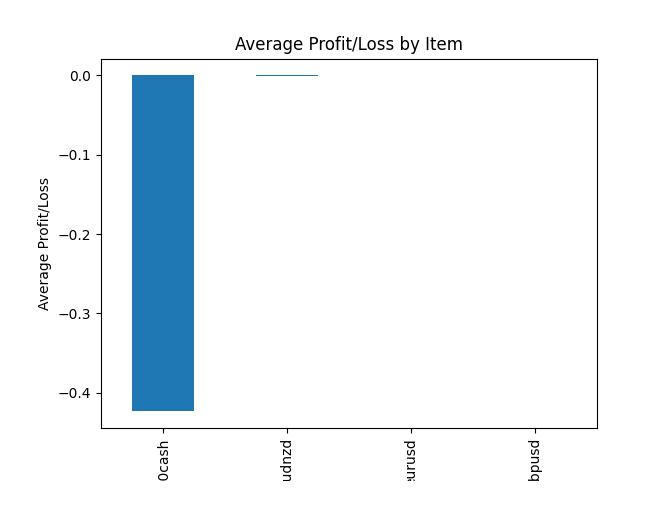 Average Profit/Loss by Item
Average Profit/Loss
0.0
−0.1
−0.2
−0.3
−0.4
0cash
udnzd
urusd
bpusd